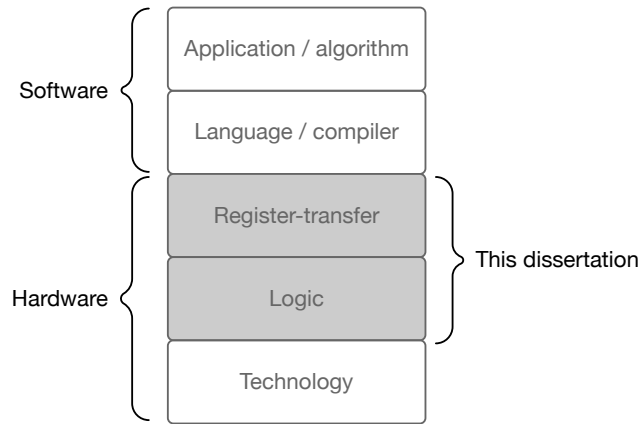 Application / algorithm
Software
Language / compiler
Register-transfer
This dissertation
Hardware
Logic
Technology